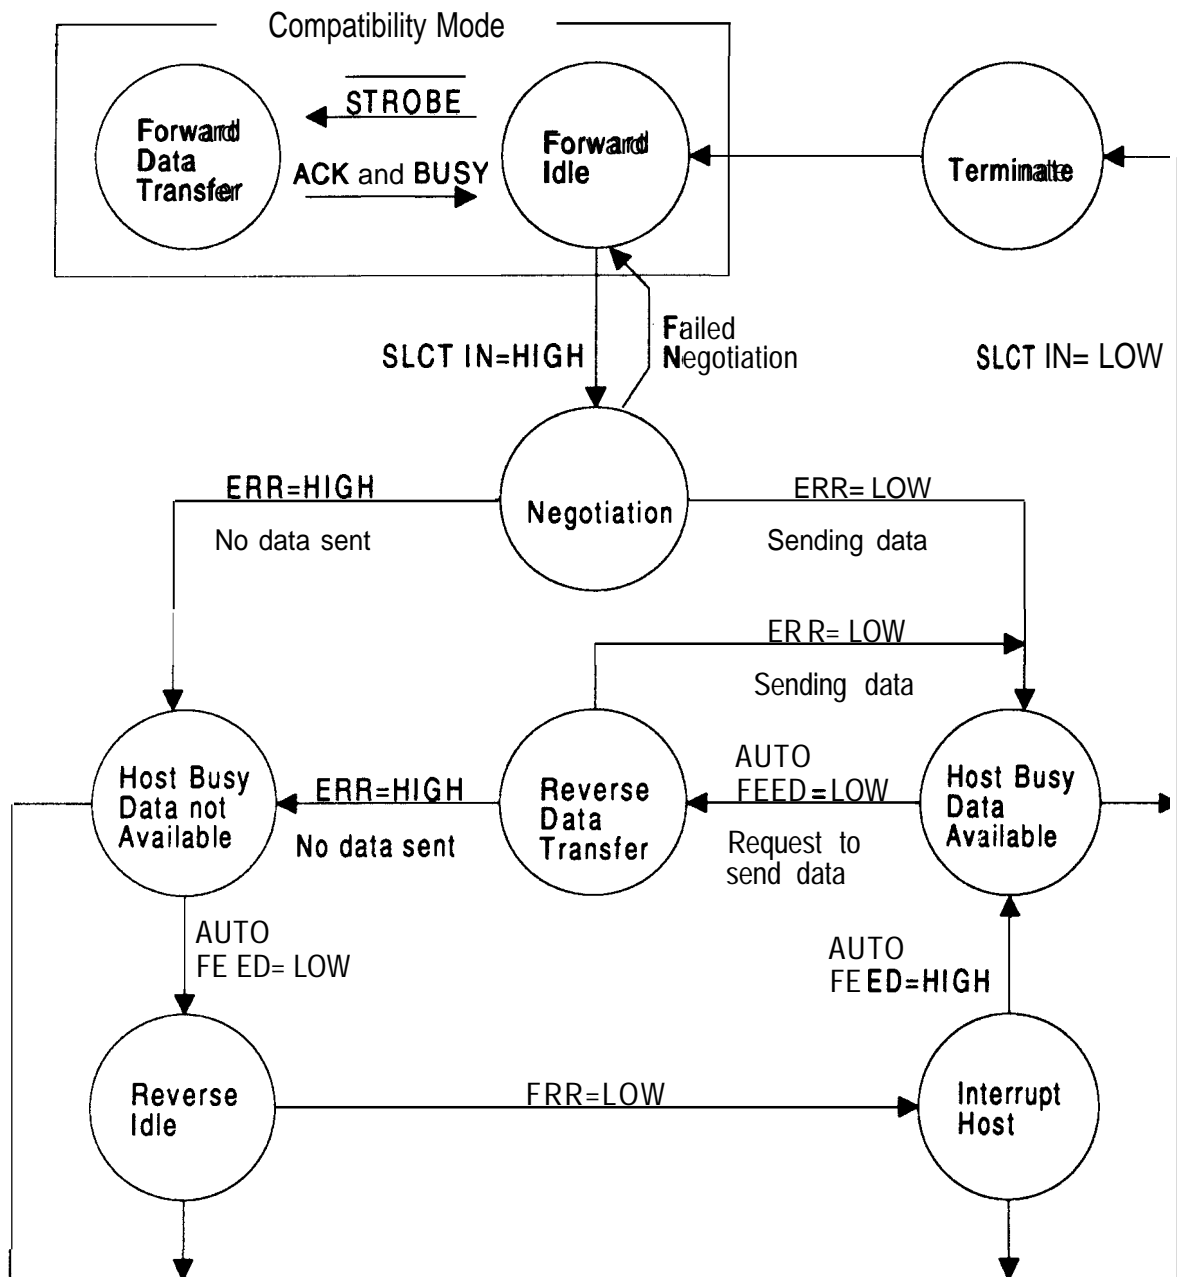 Compatibility Mode
STROBE
Forward
Data
Transfer
ACK and BUSY
Forward
Idle
Terminate
SLCT IN=HIGH
Failed
Negotiation
SLCT IN= LOW
ERR=HIGH
No data sent
Negotiation
ERR= LOW
Sending data
ER R= LOW
Sending data
Host Busy
Data not
Available
ERR=HIGH
No data sent
Reverse
Data
Transfer
AUTO
FEED=LOW
Request to
send data
Host Busy
Data
Available
AUTO
FE ED= LOW
AUTO
FEED=HIGH
Reverse
Idle
FRR=LOW
Interrupt
Host